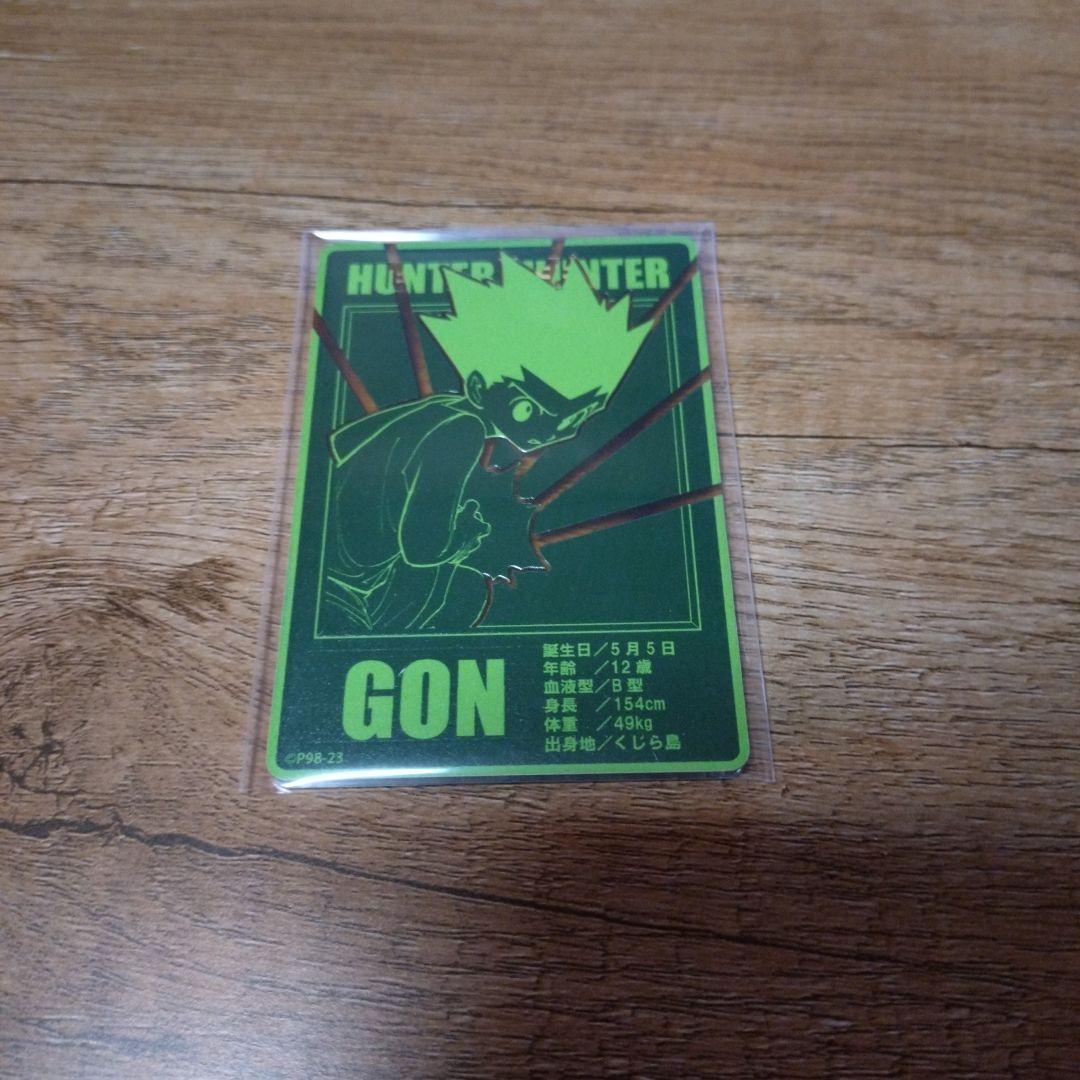 HUNTER HUNTER
GON
誕生日／5月5日
年齢　／12歳
血液型／B型
身長　／154cm
体重　／49kg
出身地／くじら島
©P98-23